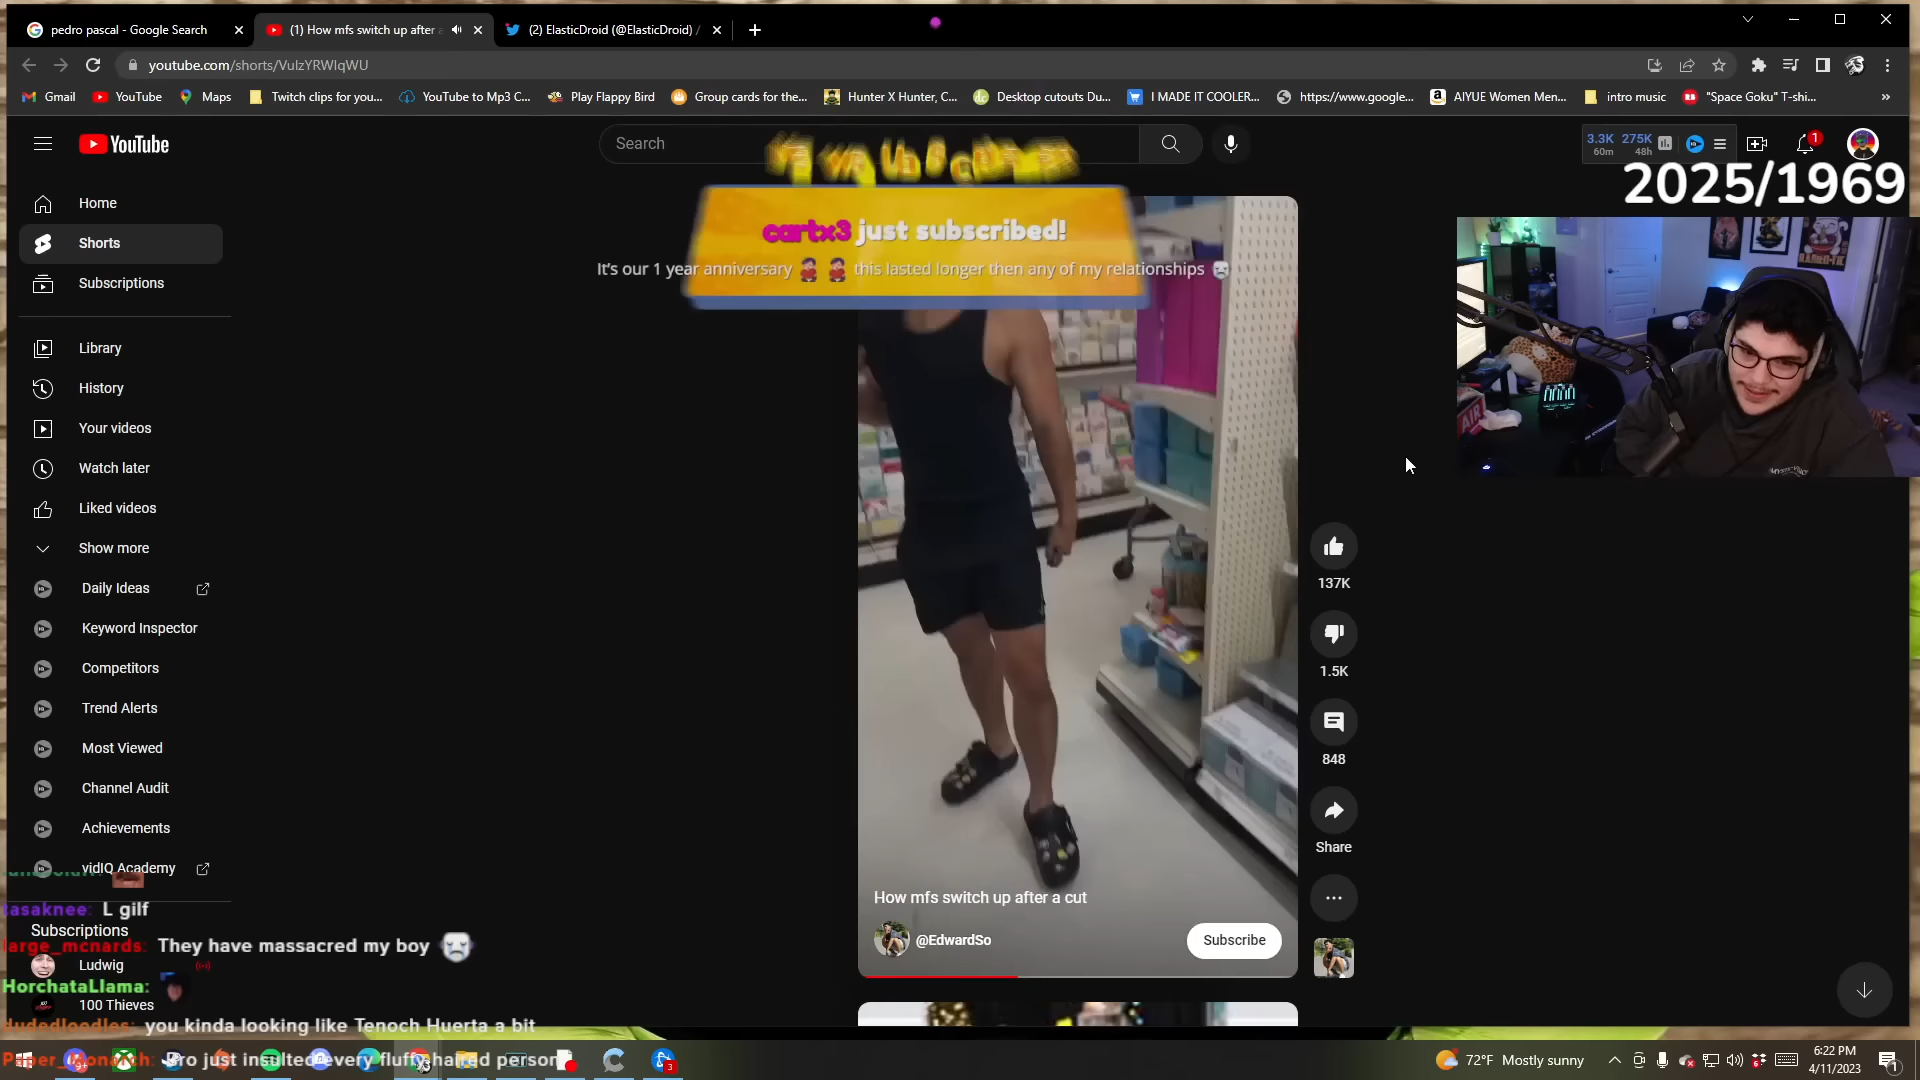 pedro pascal - Google Search
(1) How mfs switch up after a
(2) ElasticDroid (@ElasticDroid) /
youtube.com/shorts/VulzYRWlqWU
Gmail
YouTube
Maps
Twitch clips for you...
YouTube to Mp3 C...
Play Flappy Bird
Group cards for the...
Hunter X Hunter, C...
Desktop cutouts Du...
I MADE IT COOLER...
https://www.google...
AIYUE Women Men...
intro music
"Space Goku" T-shi...
YouTube
Search
3.3K 275K
60m 48h
1
2025/1969
cartx3 just subscribed!
It's our 1 year anniversary this lasted longer then any of my relationships
Home
Shorts
Subscriptions
Library
History
Your videos
Watch later
Liked videos
Show more
Daily Ideas
Keyword Inspector
Competitors
Trend Alerts
Most Viewed
Channel Audit
Achievements
vidIQ Academy
Subscriptions
Ludwig
100 Thieves
137K
1.5K
848
Share
How mfs switch up after a cut
@EdwardSo
Subscribe
tasaknee: L gilf
large_mcnards: They have massacred my boy
HorchataLlama:
dudedloodles: you kinda looking like Tenoch Huerta a bit
Paper_Monarch: Bro just insulted every fluffy haired person
72°F Mostly sunny
6:22 PM
4/11/2023